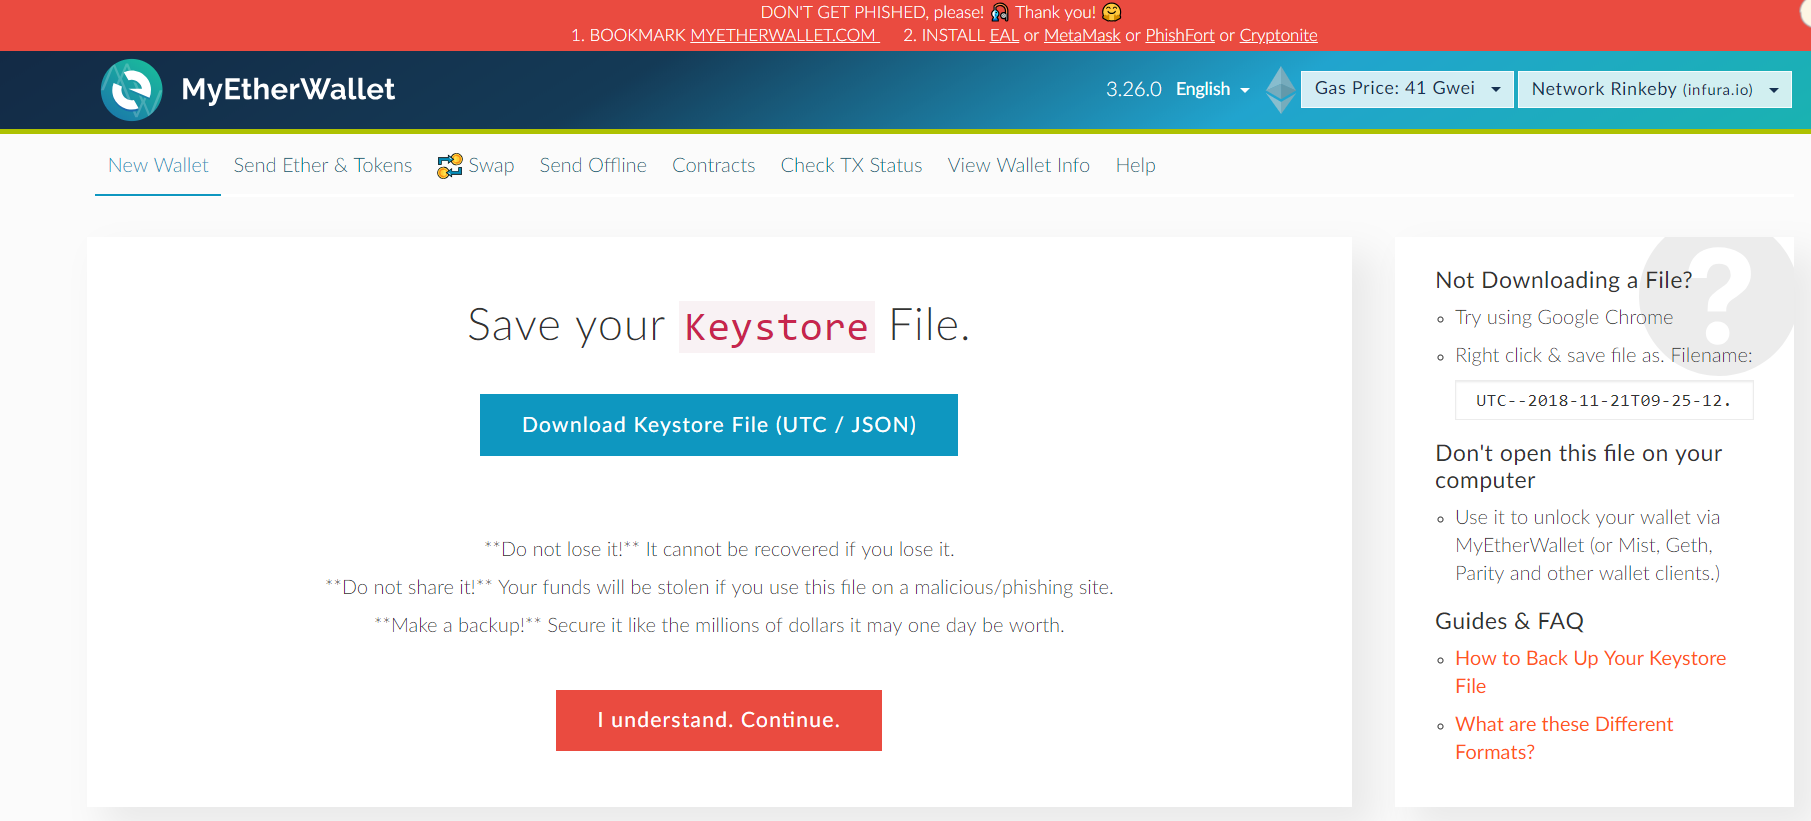 DON'T GET PHISHED, please! Thank you!
1. BOOKMARK MYETHERWALLET.COM 2. INSTALL EAL or MetaMask or PhishFort or Cryptonite
MyEtherWallet
3.26.0 English Gas Price: 41 Gwei Network Rinkeby (infura.io)
New Wallet Send Ether & Tokens Swap Send Offline Contracts Check TX Status View Wallet Info Help
Save your Keystore File.
Download Keystore File (UTC / JSON)
**Do not lose it!** It cannot be recovered if you lose it.
**Do not share it!** Your funds will be stolen if you use this file on a malicious/phishing site.
**Make a backup!** Secure it like the millions of dollars it may one day be worth.
I understand. Continue.
?
Not Downloading a File?
Try using Google Chrome
Right click & save file as. Filename:
UTC--2018-11-21T09-25-12.
Don't open this file on your
computer
Use it to unlock your wallet via
MyEtherWallet (or Mist, Geth,
Parity and other wallet clients.)
Guides & FAQ
How to Back Up Your Keystore
File
What are these Different
Formats?